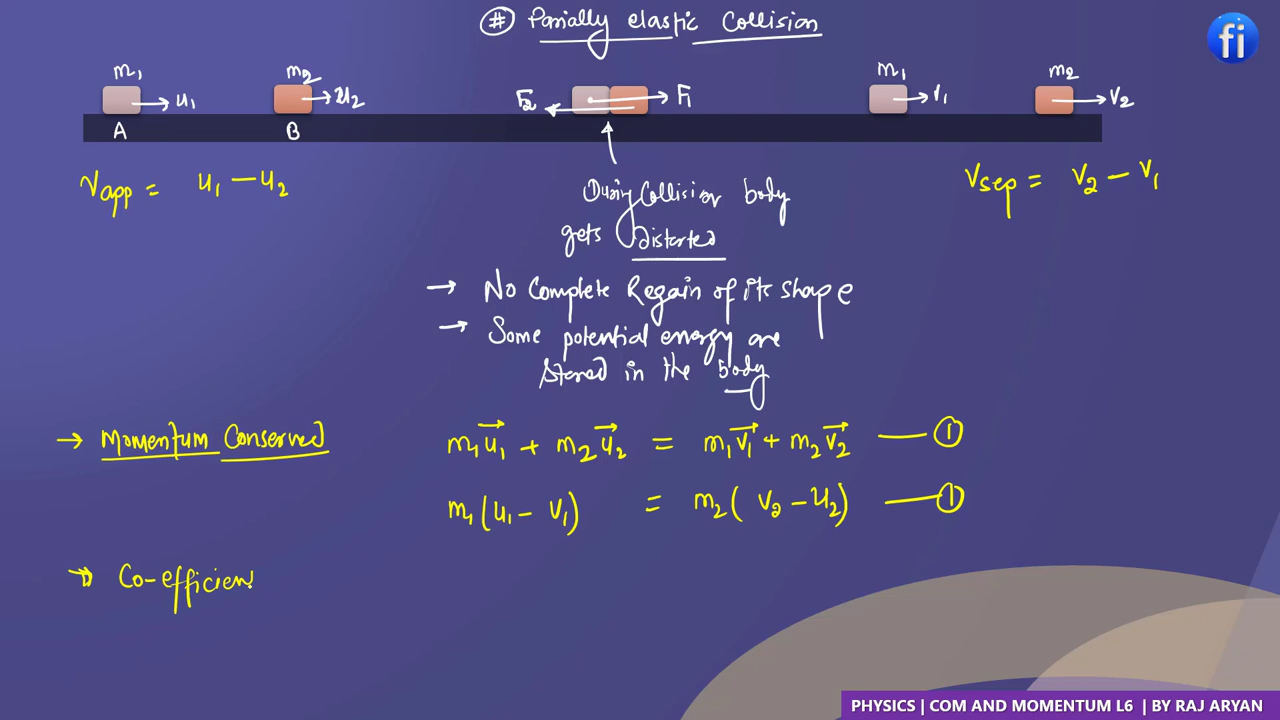 # Parially elastic Collision
fi
m₁ m₂ m₁ m₂
u₁ u₂ F₂ F₁ v₁ v₂
A B
Vapp = u₁ — u₂
Vsep = v₂ — v₁
During Collision body
gets distorted
→ No Complete Regain of its shape
→ Some potential energy are
stored in the body
→ Momentum Conserved m₁u₁⃗ + m₂u₂⃗ = m₁v₁⃗ + m₂v₂⃗ — ①
m₁(u₁ — v₁) = m₂(v₂ — u₂) — ①
→ Co-efficien
PHYSICS | COM AND MOMENTUM L6 | BY RAJ ARYAN